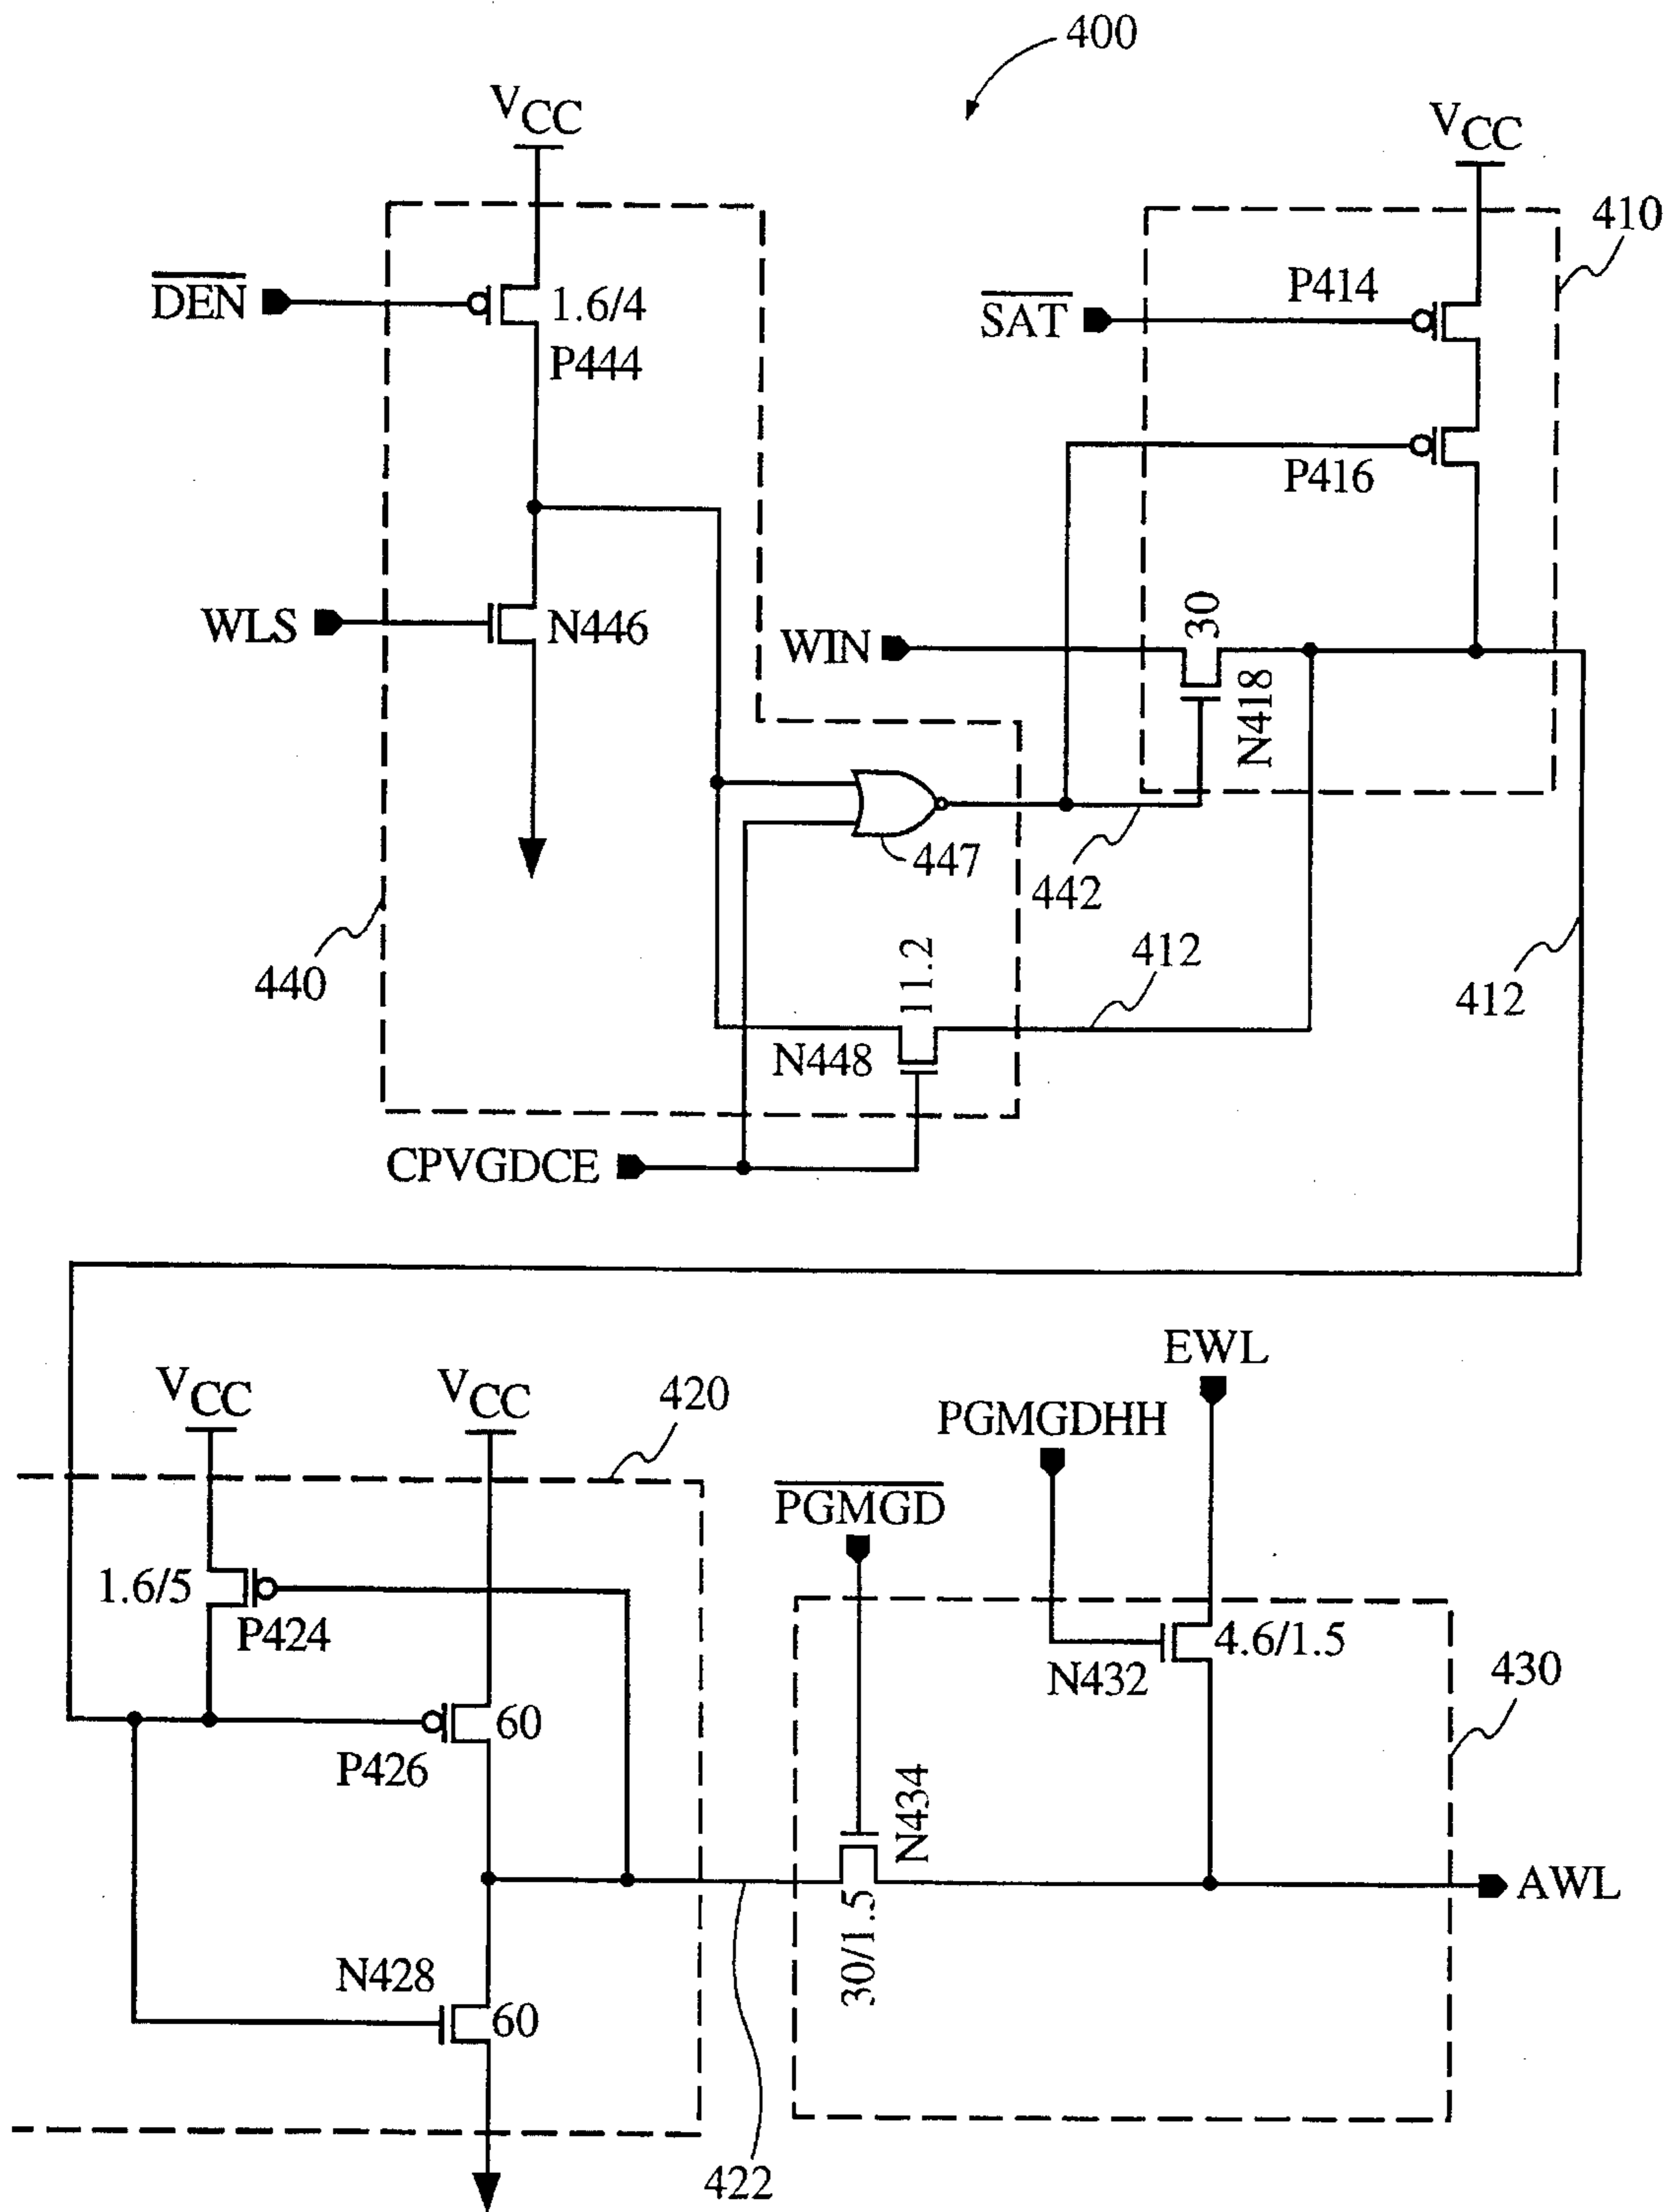 400
VCC
VCC
410
DEN
1.6/4
P444
SAT
P414
P416
WLS
N446
WIN
30
N418
447
442
440
11.2
412
412
N448
CPVGDCE
EWL
VCC
VCC
420
PGMGDHH
PGMGD
1.6/5
P424
4.6/1.5
N432
430
60
P426
N434
AWL
30/1.5
N428
60
422